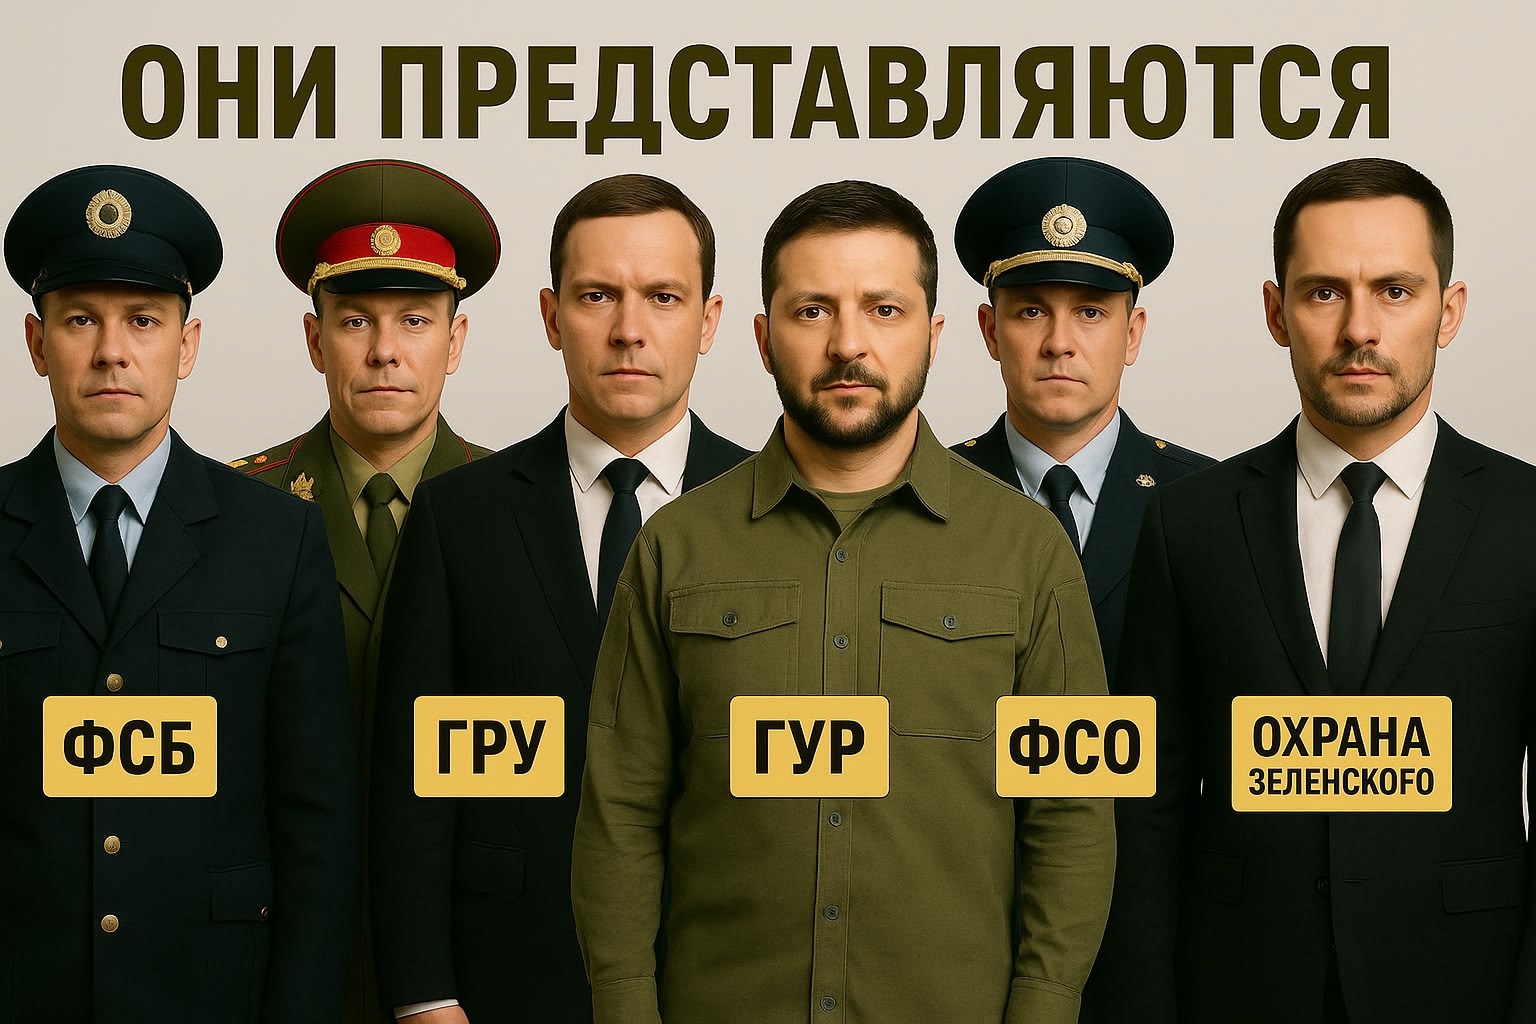 ОНИ ПРЕДСТАВЛЯЮТСЯ
ФСБ
ГРУ
ГУР
ФСО
ОХРАНА
ЗЕЛЕНСКОГО